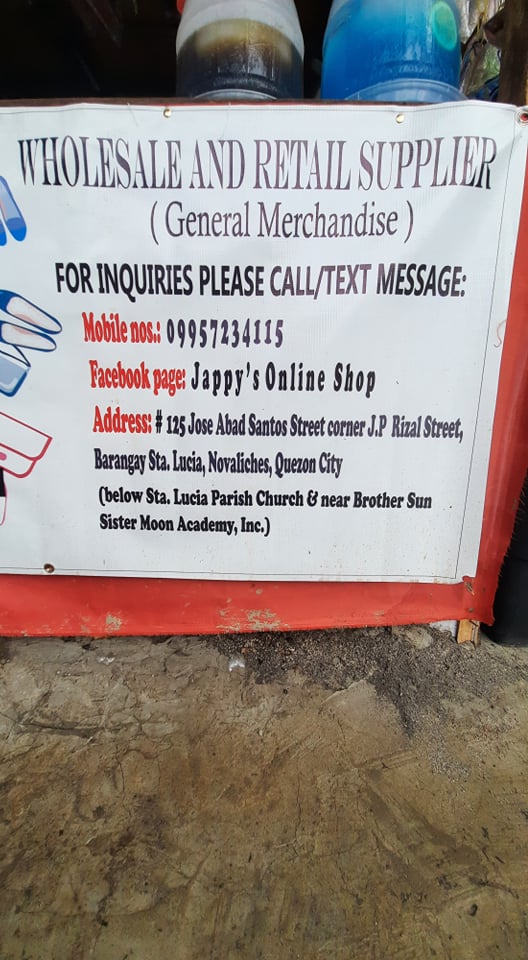 WHOLESALE AND RETAIL SUPPLIER
( General Merchandise )
FOR INQUIRIES PLEASE CALL/TEXT MESSAGE:
Mobile nos.: 09957234115
Facebook page: Jappy's Online Shop
Address: # 125 Jose Abad Santos Street corner J.P Rizal Street,
Barangay Sta. Lucia, Novaliches, Quezon City
(below Sta. Lucia Parish Church & near Brother Sun
Sister Moon Academy, Inc.)